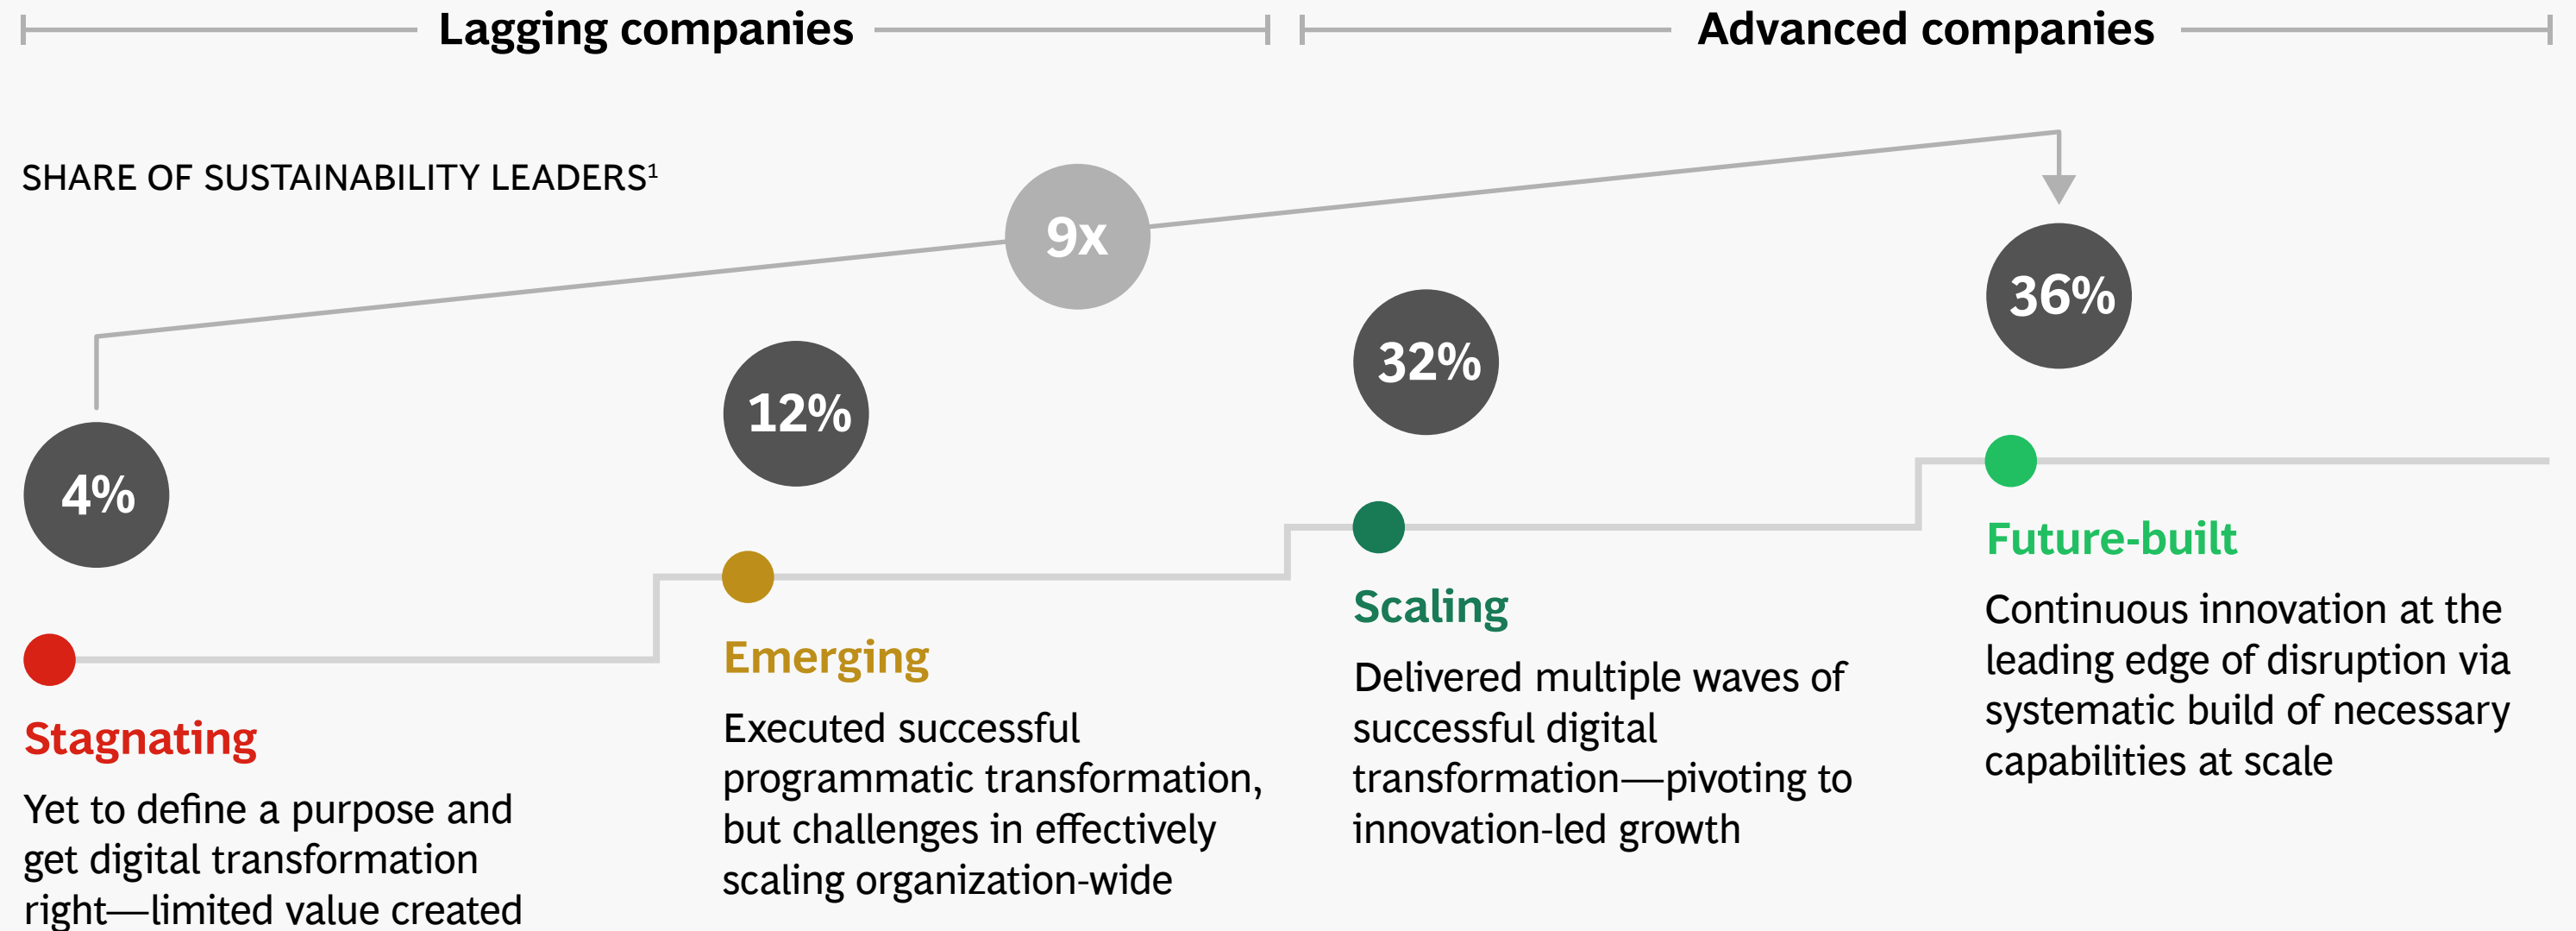 Lagging companies
Advanced companies
SHARE OF SUSTAINABILITY LEADERS¹
9x
4%
12%
32%
36%
Stagnating
Yet to define a purpose and
get digital transformation
right—limited value created
Emerging
Executed successful
programmatic transformation,
but challenges in effectively
scaling organization-wide
Scaling
Delivered multiple waves of
successful digital
transformation—pivoting to
innovation-led growth
Future-built
Continuous innovation at the
leading edge of disruption via
systematic build of necessary
capabilities at scale